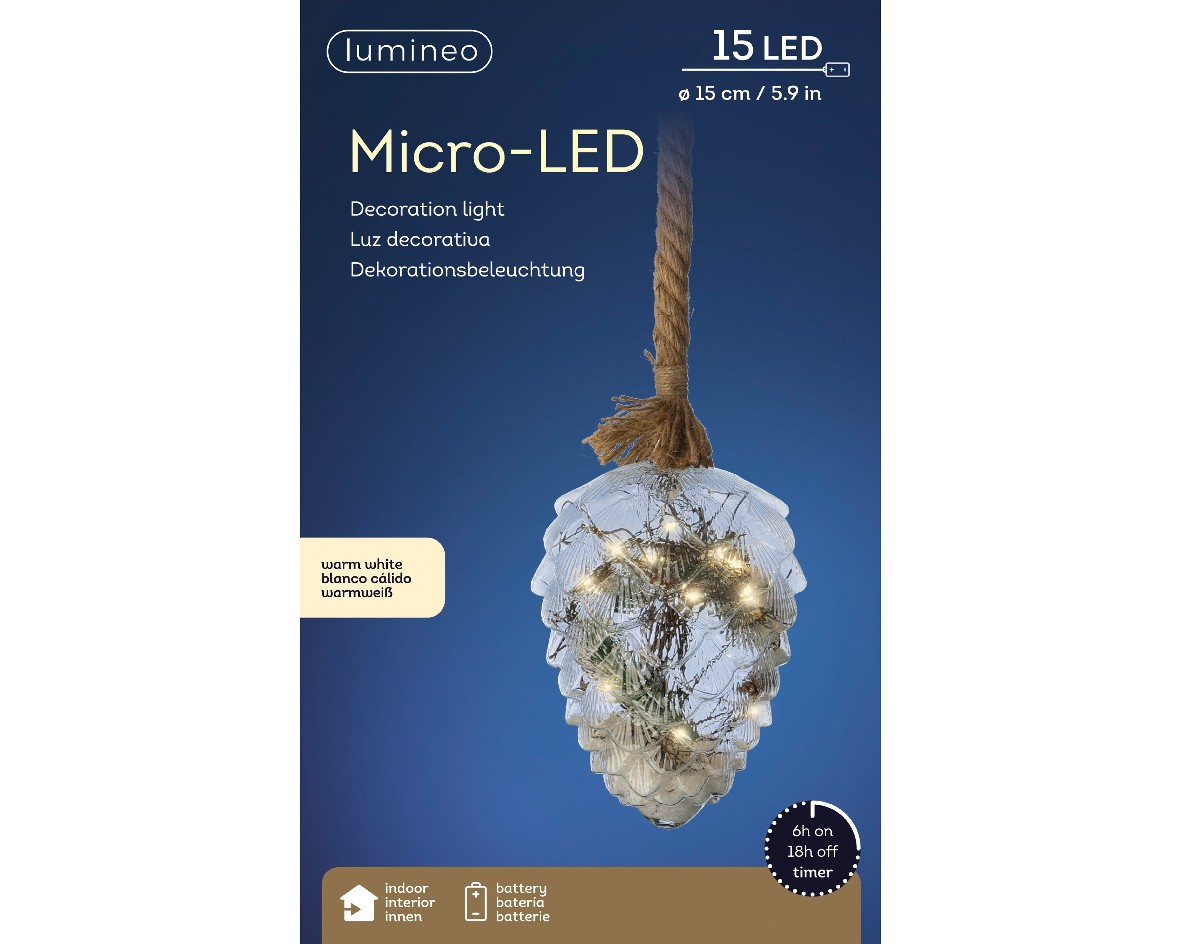 lumineo
15 LED
ø 15 cm / 5.9 in
Micro-LED
Decoration light
Luz decorativa
Dekorationsbeleuchtung
warm white
blanco cálido
warmweiß
6h on
18h off
timer
indoor
interior
innen
battery
batería
batterie